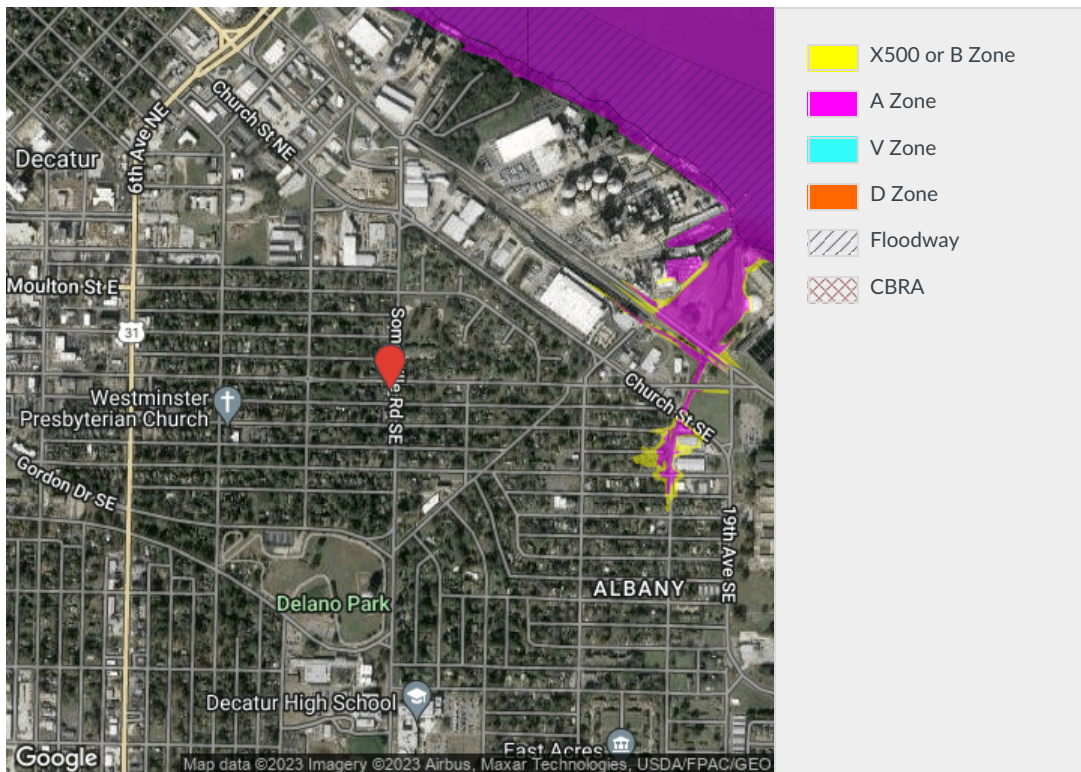 Church St NE
6th Ave NE
Decatur
Moulton St E
31
Westminster
Presbyterian Church
Church St SE
Gordon Dr SE
19th Ave SE
ALBANY
Delano Park
Decatur High School
East Acres
Google
Map data ©2023 Imagery ©2023 Airbus, Maxar Technologies, USDA/FPAC/GEO
X500 or B Zone
A Zone
V Zone
D Zone
Floodway
CBRA